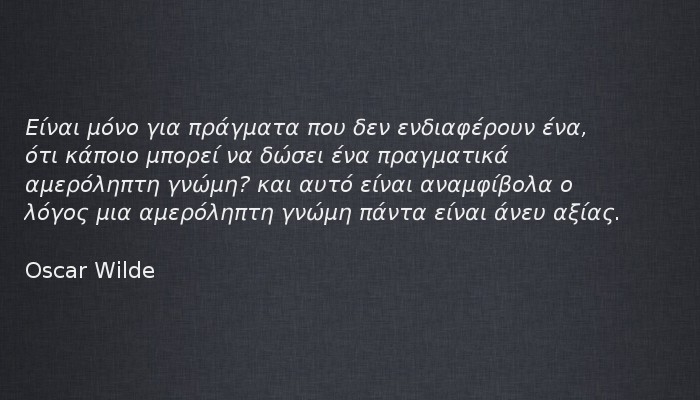 Είναι μόνο για πράγματα που δεν ενδιαφέρουν ένα,
ότι κάποιο μπορεί να δώσει ένα πραγματικά
αμερόληπτη γνώμη? και αυτό είναι αναμφίβολα ο
λόγος μια αμερόληπτη γνώμη πάντα είναι άνευ αξίας.
Oscar Wilde